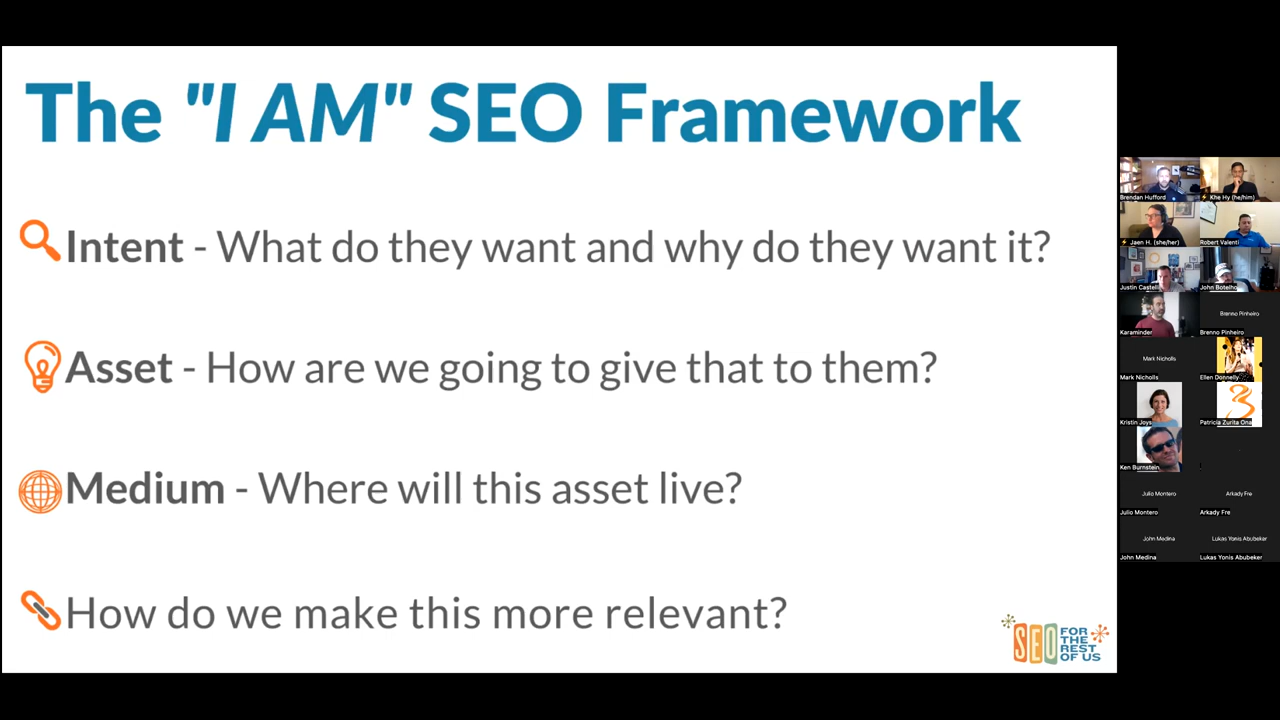 The "I AM" SEO Framework
Intent - What do they want and why do they want it?
Asset - How are we going to give that to them?
Medium - Where will this asset live?
How do we make this more relevant?
SEO FOR
THE
REST
OF US
Brendan Hufford
Khe Hy (he/him)
Jaen H. (she/her)
Robert Valenti
Justin Castelli
John Botelho
Karaminder
Brenno Pinheiro
Brenno Pinheiro
Mark Nicholls
Mark Nicholls
Ellen Donnelly
Kristin Joys
Patricia Zurita Ona
Ken Burnstein
Julio Montero
Arkady Fre
Julio Montero
Arkady Fre
John Medina
Lukas Yonis Abubeker
John Medina
Lukas Yonis Abubeker